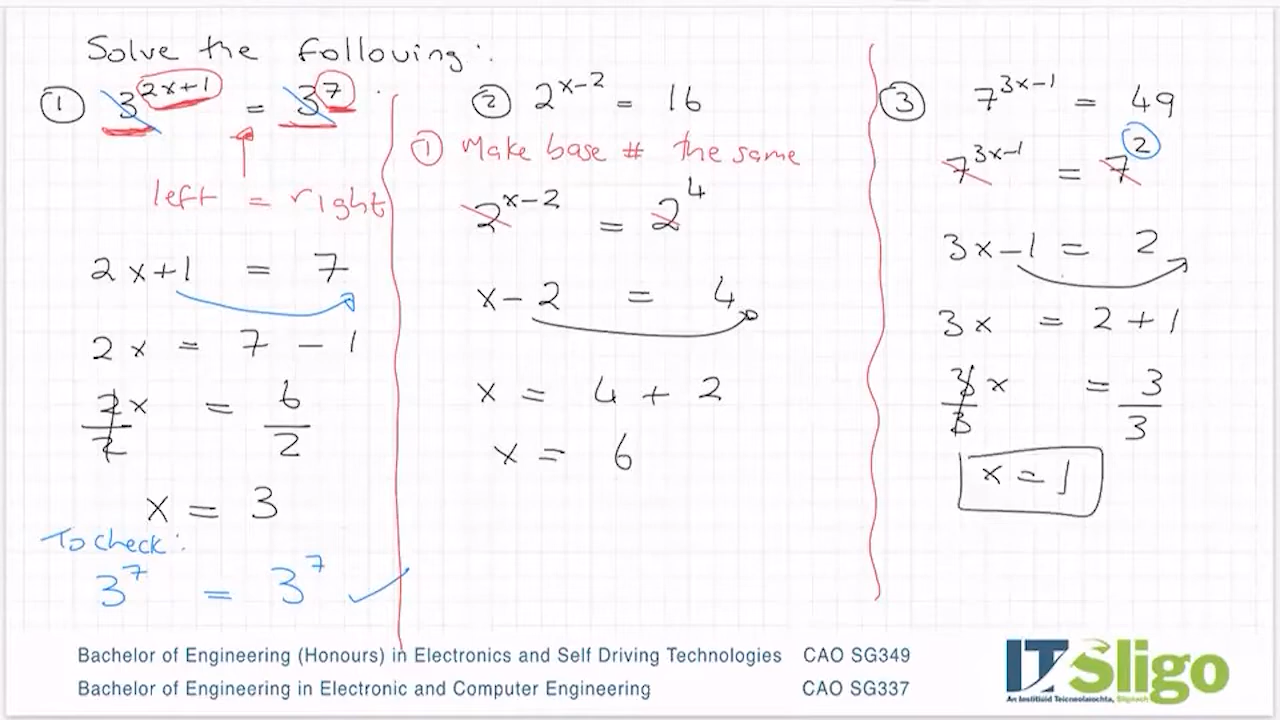 Solve the following:
① 3^(2x+1) = 3^7
left = right
2x+1 = 7
2x = 7 − 1
2x/2 = 6/2
x = 3
To check:
3^7 = 3^7 ✓
② 2^(x−2) = 16
① Make base # the same
2^(x−2) = 2^4
x − 2 = 4
x = 4 + 2
x = 6
③ 7^(3x−1) = 49
7^(3x−1) = 7^2
3x−1 = 2
3x = 2 + 1
3x/3 = 3/3
x = 1
Bachelor of Engineering (Honours) in Electronics and Self Driving Technologies CAO SG349
Bachelor of Engineering in Electronic and Computer Engineering CAO SG337
IT Sligo
An Institiúid Teicneolaíochta, Sligeach